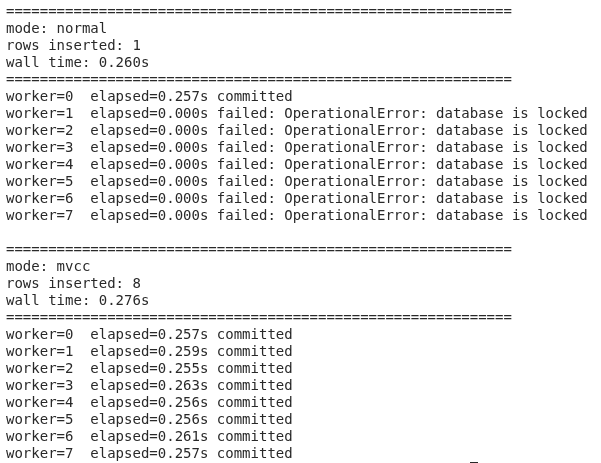 ============================================================
mode: normal
rows inserted: 1
wall time: 0.260s
============================================================
worker=0  elapsed=0.257s committed
worker=1  elapsed=0.000s failed: OperationalError: database is locked
worker=2  elapsed=0.000s failed: OperationalError: database is locked
worker=3  elapsed=0.000s failed: OperationalError: database is locked
worker=4  elapsed=0.000s failed: OperationalError: database is locked
worker=5  elapsed=0.000s failed: OperationalError: database is locked
worker=6  elapsed=0.000s failed: OperationalError: database is locked
worker=7  elapsed=0.000s failed: OperationalError: database is locked

============================================================
mode: mvcc
rows inserted: 8
wall time: 0.276s
============================================================
worker=0  elapsed=0.257s committed
worker=1  elapsed=0.259s committed
worker=2  elapsed=0.255s committed
worker=3  elapsed=0.263s committed
worker=4  elapsed=0.256s committed
worker=5  elapsed=0.256s committed
worker=6  elapsed=0.261s committed
worker=7  elapsed=0.257s committed